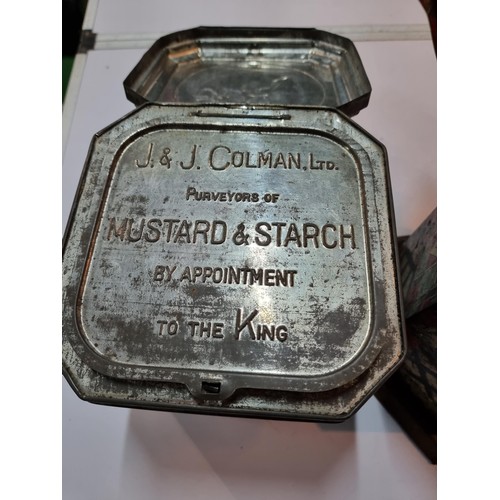 J. & J. COLMAN, LTD.
PURVEYORS OF
MUSTARD & STARCH
BY APPOINTMENT
TO THE KING